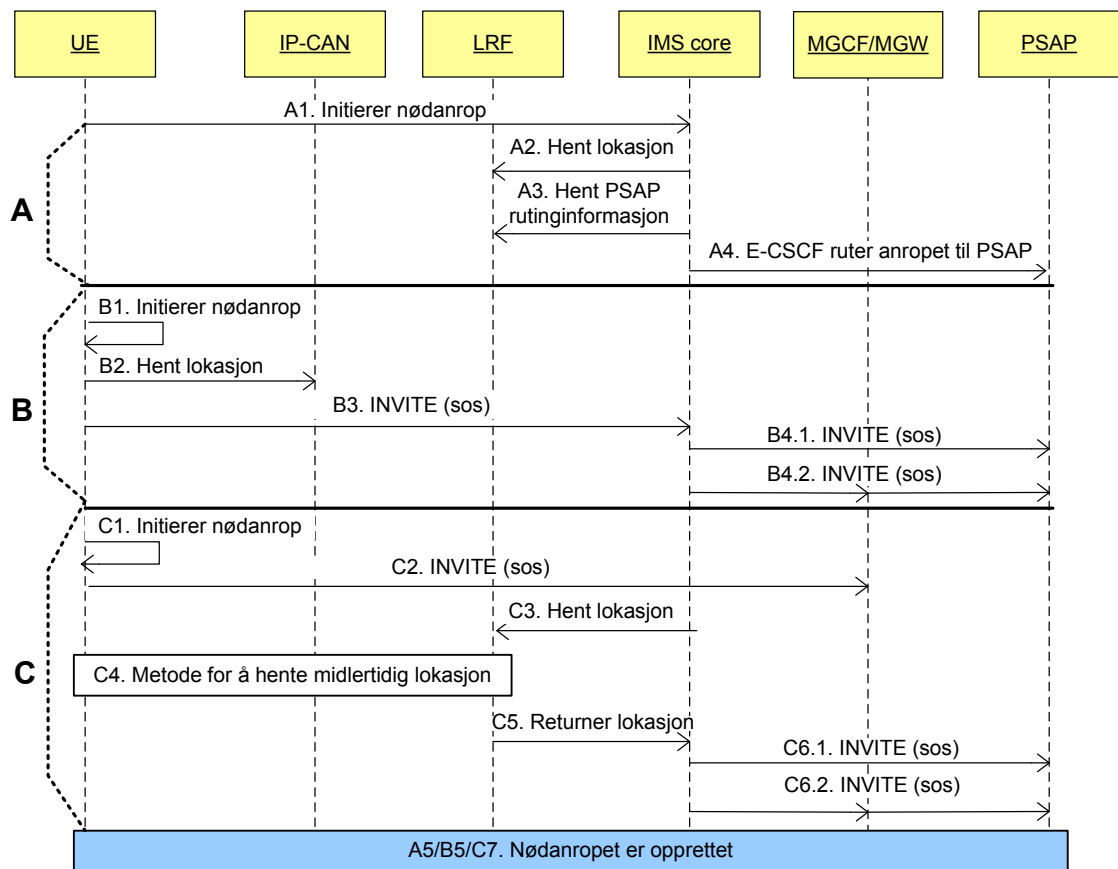 UE
IP-CAN
LRF
IMS core
MGCF/MGW
PSAP
A1. Initierer nødanrop
A2. Hent lokasjon
A3. Hent PSAP
rutinginformasjon
A
A4. E-CSCF ruter anropet til PSAP
B1. Initierer nødanrop
B2. Hent lokasjon
B
B3. INVITE (sos)
B4.1. INVITE (sos)
B4.2. INVITE (sos)
C1. Initierer nødanrop
C2. INVITE (sos)
C3. Hent lokasjon
C
C4. Metode for å hente midlertidig lokasjon
C5. Returner lokasjon
C6.1. INVITE (sos)
C6.2. INVITE (sos)
A5/B5/C7. Nødanropet er opprettet